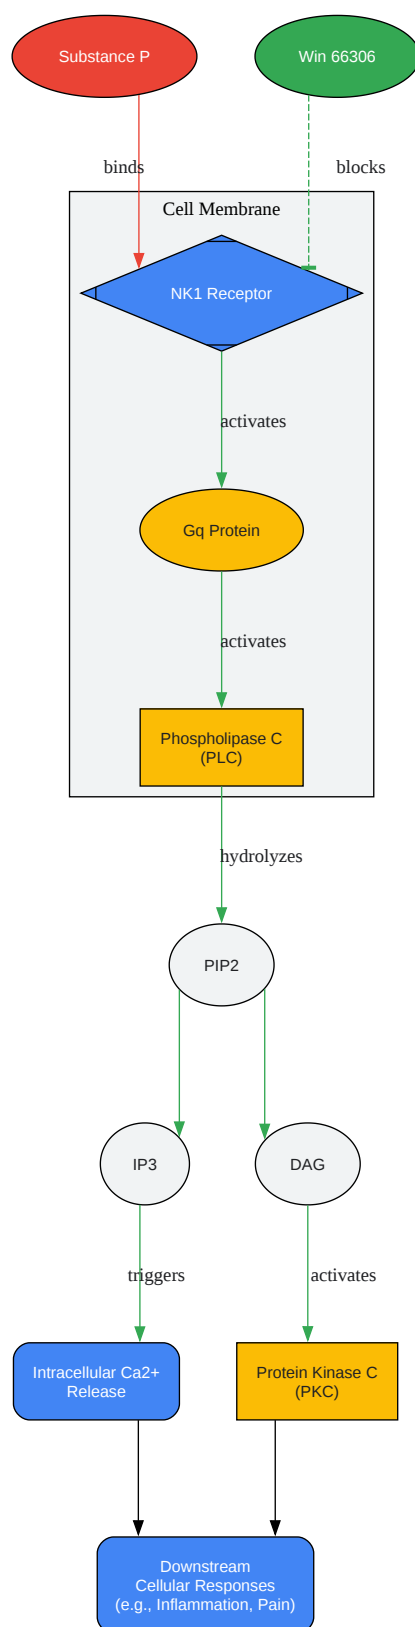 Substance P
Win 66306
binds
blocks
Cell Membrane
NK1 Receptor
activates
Gq Protein
activates
Phospholipase C
(PLC)
hydrolyzes
PIP2
IP3
DAG
triggers
activates
Intracellular Ca2+
Release
Protein Kinase C
(PKC)
Downstream
Cellular Responses
(e.g., Inflammation, Pain)